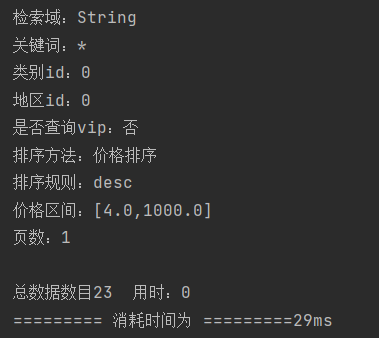 检索域：String
关键词：*
类别id：0
地区id：0
是否查询vip：否
排序方法：价格排序
排序规则：desc
价格区间：[4.0,1000.0]
页数：1
总数据数目23  用时：0
========= 消耗时间为 =========29ms